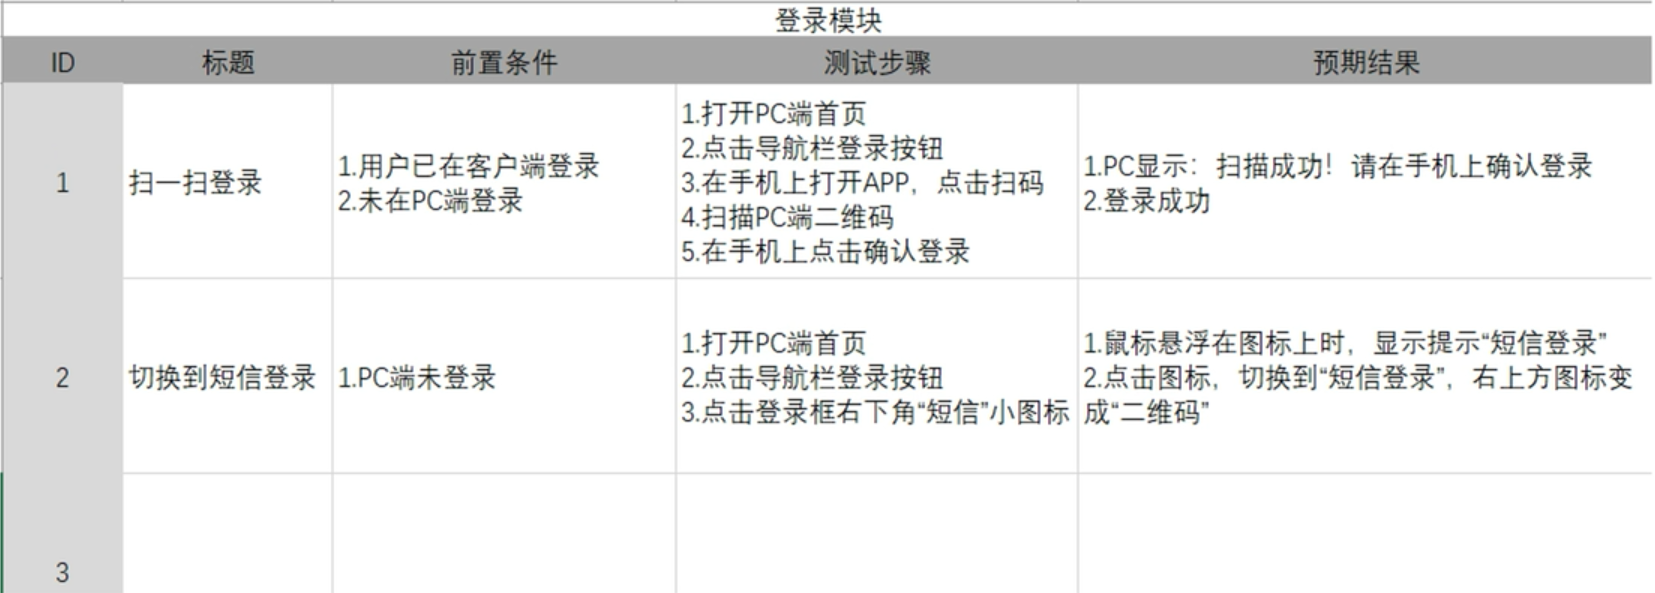 登录模块
ID 标题 前置条件 测试步骤 预期结果
1
扫一扫登录
1.用户已在客户端登录
2.未在PC端登录
1.打开PC端首页
2.点击导航栏登录按钮
3.在手机上打开APP，点击扫码
4.扫描PC端二维码
5.在手机上点击确认登录
1.PC显示：扫描成功！请在手机上确认登录
2.登录成功
2
切换到短信登录
1.PC端未登录
1.打开PC端首页
2.点击导航栏登录按钮
3.点击登录框右下角“短信”小图标
1.鼠标悬浮在图标上时，显示提示“短信登录”
2.点击图标，切换到“短信登录”，右上方图标变
成“二维码”
3